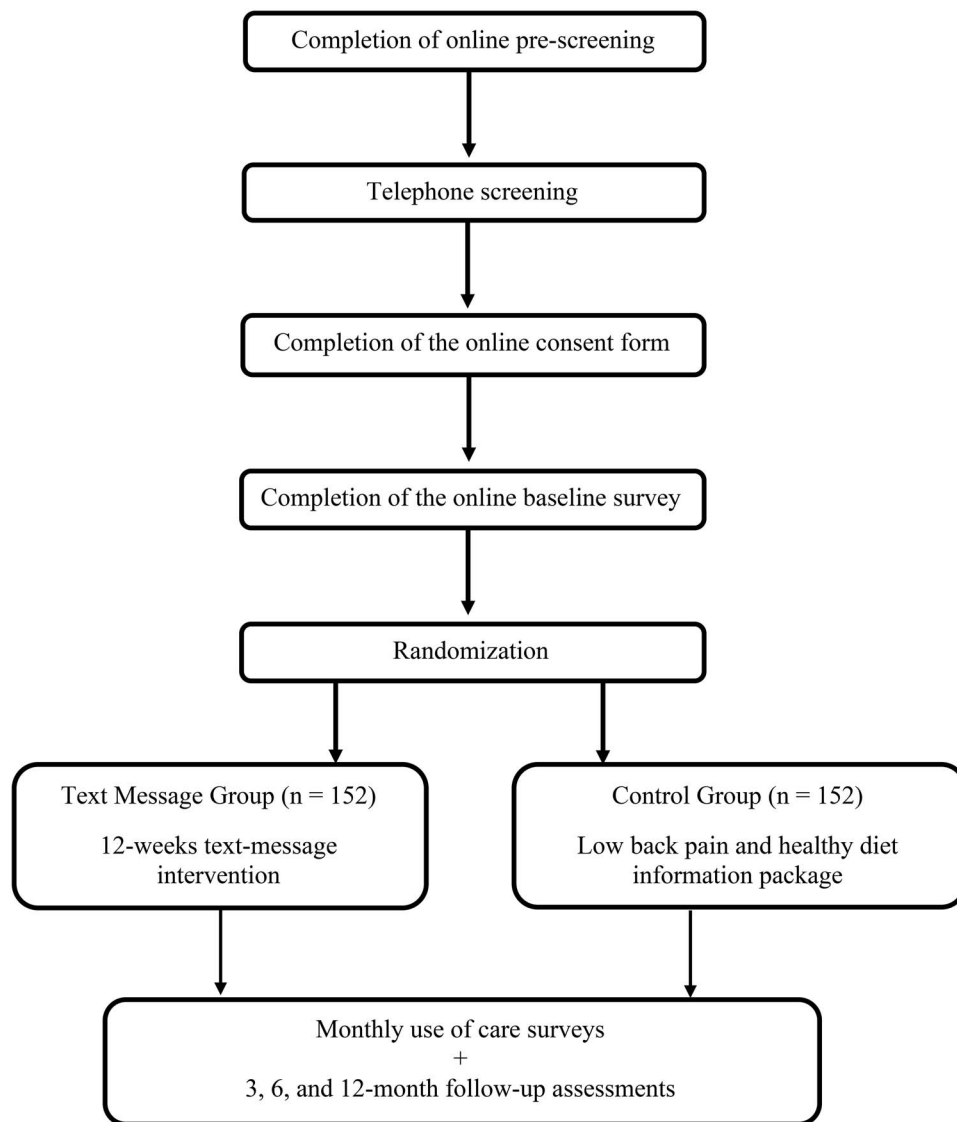 Completion of online pre-screening
Telephone screening
Completion of the online consent form
Completion of the online baseline survey
Randomization
Text Message Group (n = 152)
12-weeks text-message
intervention
Control Group (n = 152)
Low back pain and healthy diet
information package
Monthly use of care surveys
+
3, 6, and 12-month follow-up assessments